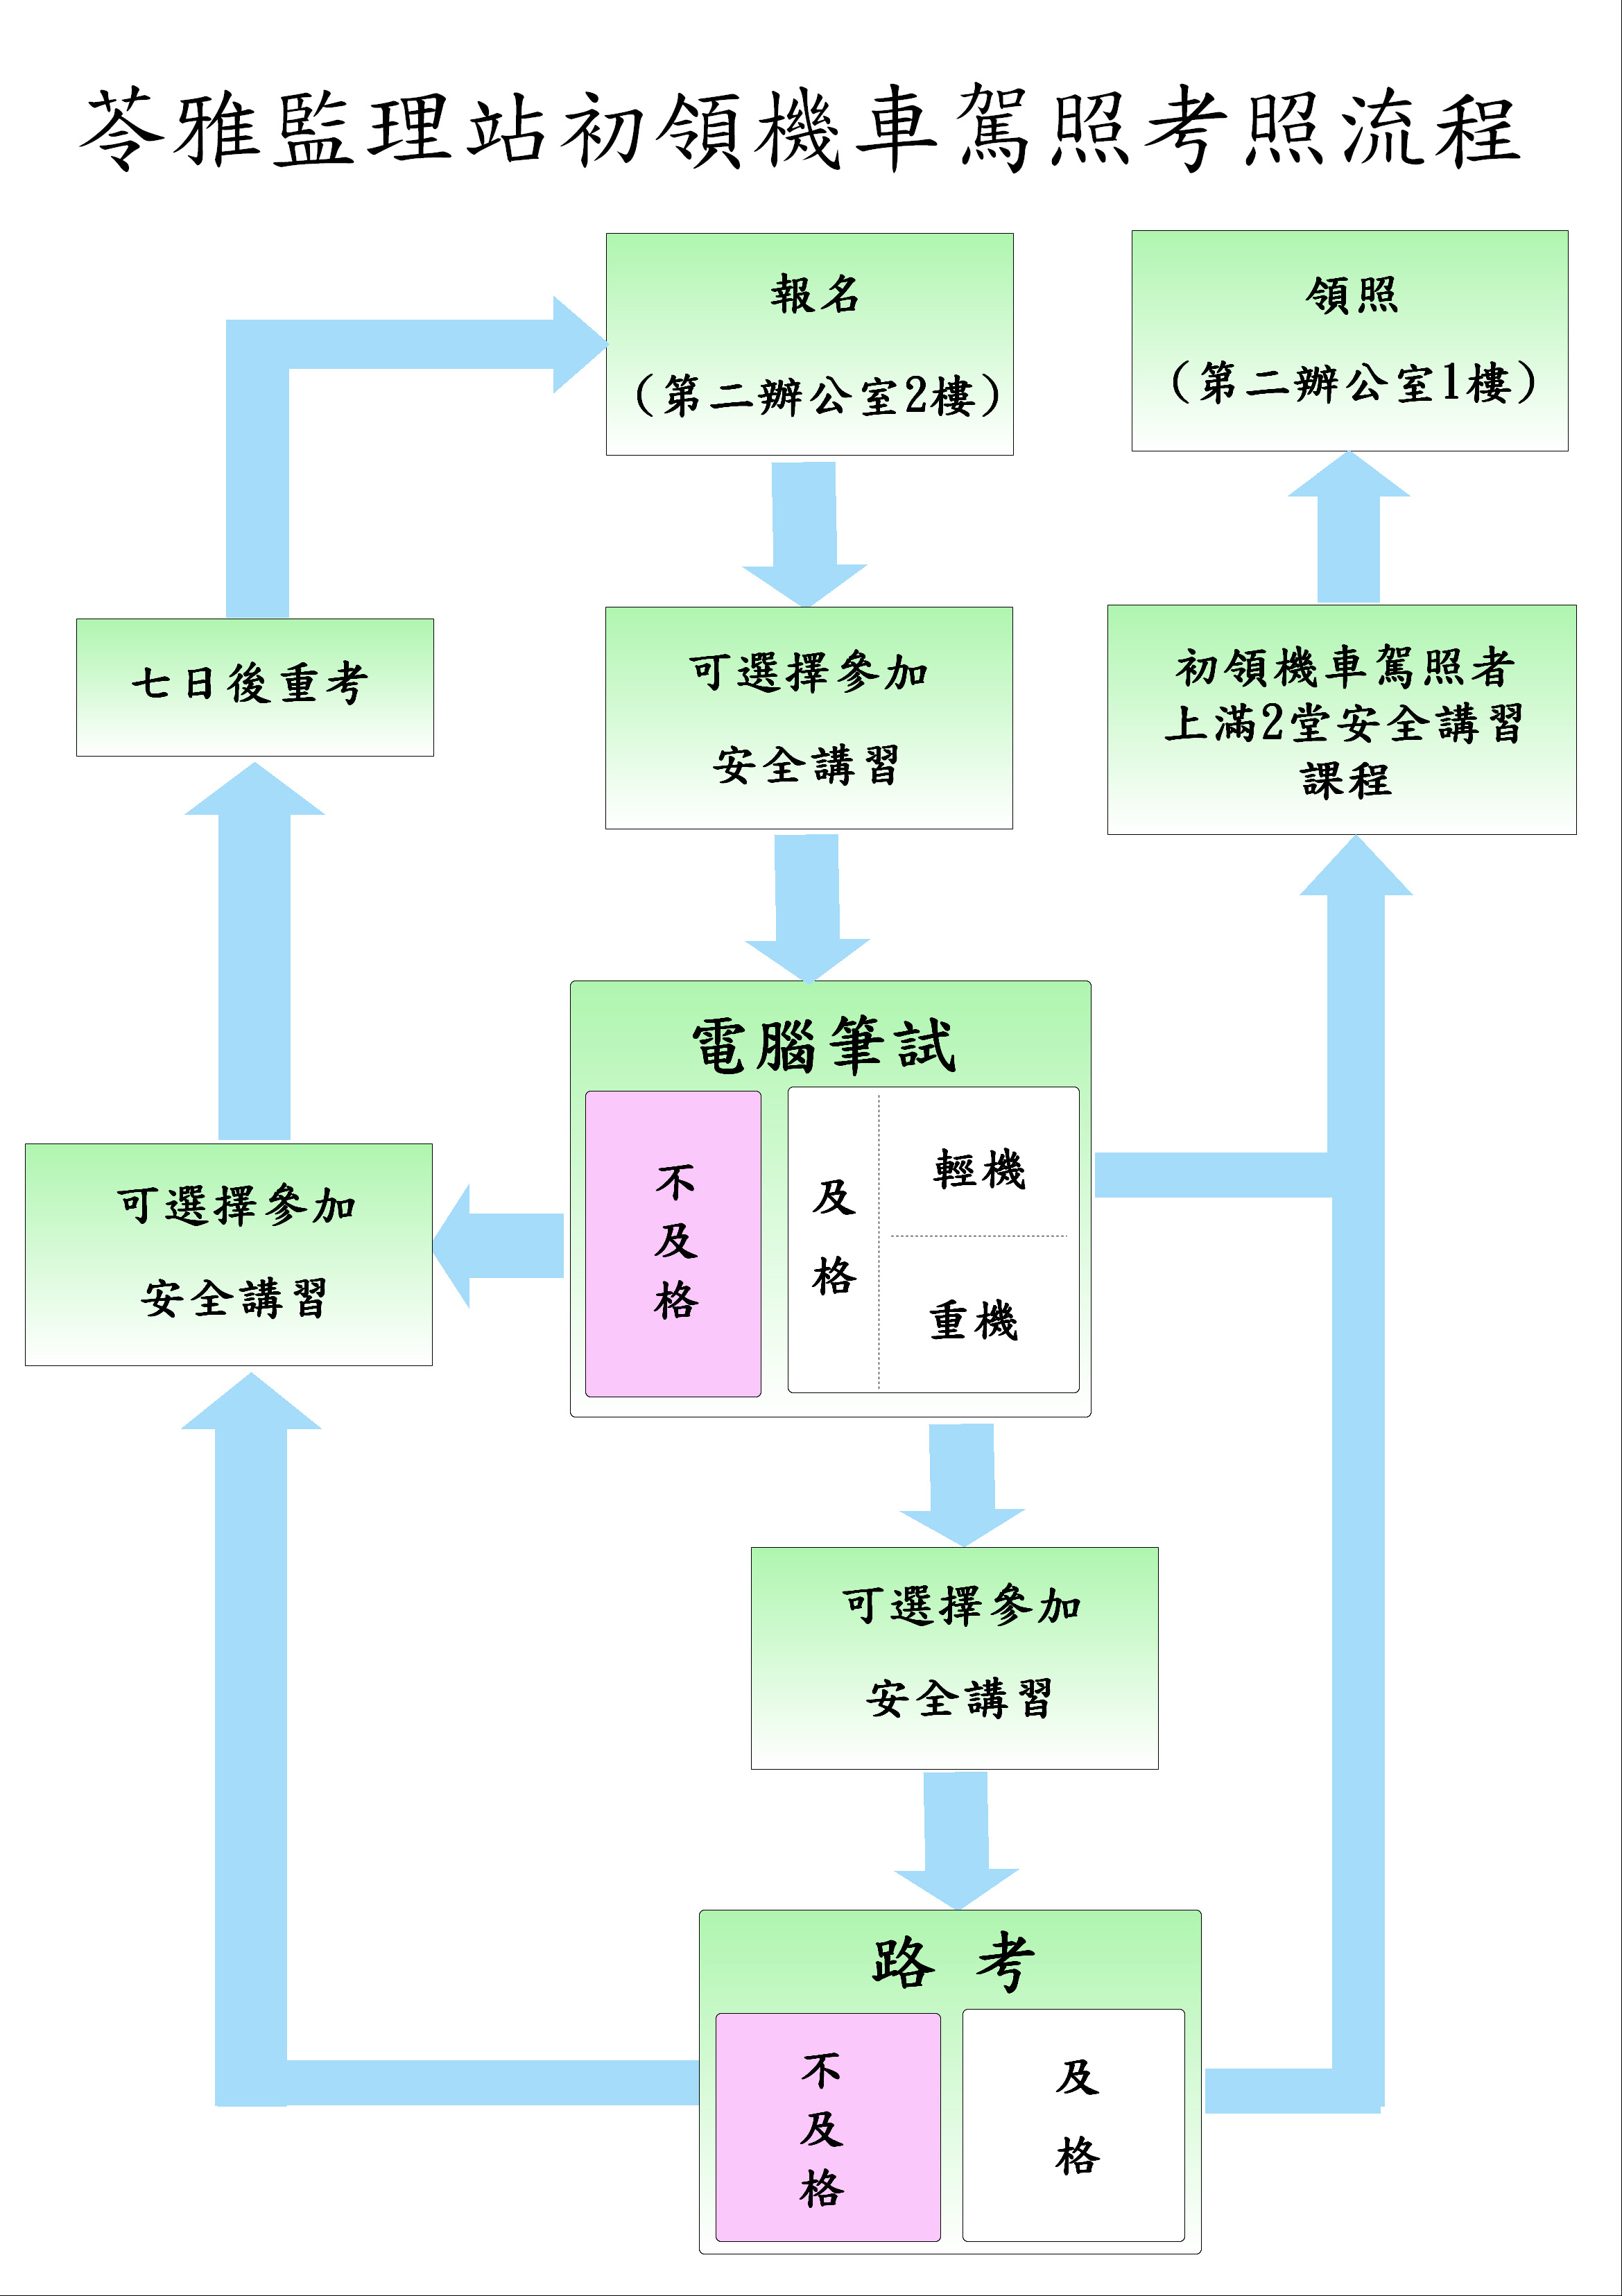 苓雅監理站初領機車駕照考照流程
報名
（第二辦公室2樓）
領照
（第二辦公室1樓）
七日後重考
可選擇參加
安全講習
初領機車駕照者
上滿2堂安全講習
課程
電腦筆試
不
及
格
及
格
輕機
重機
可選擇參加
安全講習
可選擇參加
安全講習
路 考
不
及
格
及
格